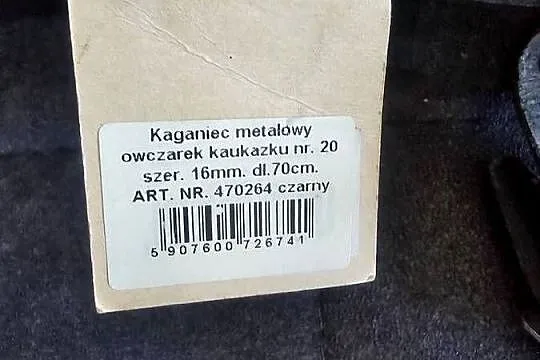 Kaganiec metalowy
owczarek kaukazku nr. 20
szer. 16mm. dl.70cm.
ART. NR. 470264 czarny
5 907600 726741